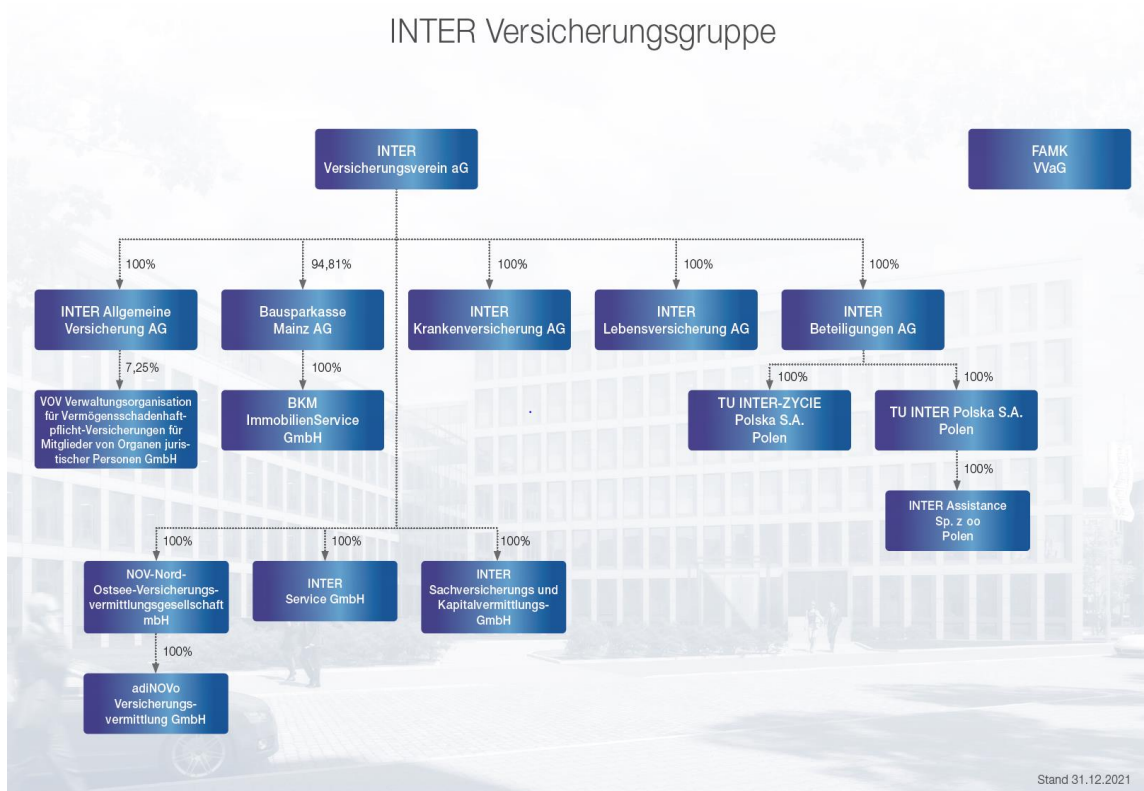 INTER Versicherungsgruppe
INTER
Versicherungsverein aG
FAMK
VVaG
100%
94,81%
100%
100%
100%
INTER Allgemeine
Versicherung AG
Bausparkasse
Mainz AG
INTER
Krankenversicherung AG
INTER
Lebensversicherung AG
INTER
Beteiligungen AG
7,25%
100%
100%
100%
VOV Verwaltungsorganisation
für Vermögensschadenhaft-
pflicht-Versicherungen für
Mitglieder von Organen juris-
tischer Personen GmbH
BKM
ImmobilienService
GmbH
TU INTER-ZYCIE
Polska S.A.
Polen
TU INTER Polska S.A.
Polen
100%
INTER Assistance
Sp. z oo
Polen
100%
100%
100%
NOV-Nord-
Ostsee-Versicherungs-
vermittlungsgesellschaft
mbH
INTER
Service GmbH
INTER
Sachversicherungs und
Kapitalvermittlungs-
GmbH
100%
adiNOVo
Versicherungs-
vermittlung GmbH
Stand 31.12.2021